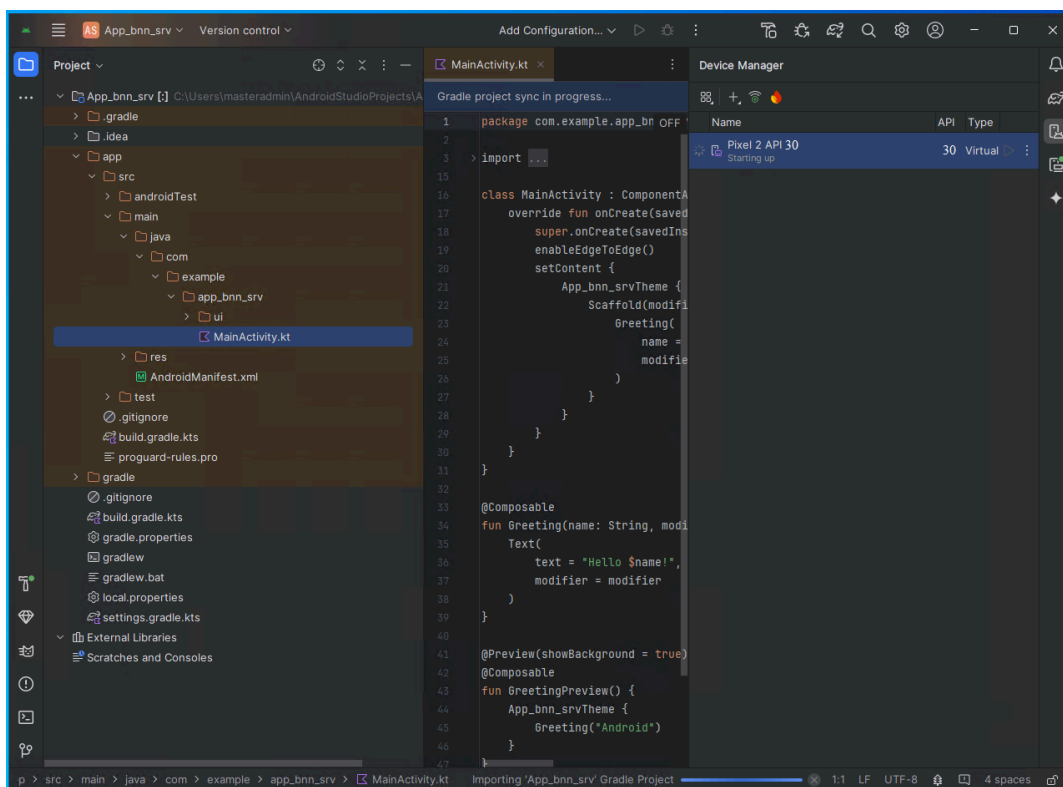 AS App_bnn_srv Version control Add Configuration...
Project
App_bnn_srv [:] C:\Users\masteradmin\AndroidStudioProjects\A
.gradle
.idea
app
src
androidTest
main
java
com
example
app_bnn_srv
ui
MainActivity.kt
res
AndroidManifest.xml
test
.gitignore
build.gradle.kts
proguard-rules.pro
gradle
.gitignore
build.gradle.kts
gradle.properties
gradlew
gradlew.bat
local.properties
settings.gradle.kts
External Libraries
Scratches and Consoles
MainActivity.kt
Gradle project sync in progress...
1 package com.example.app_bn OFF
2
3 import ...
15
16 class MainActivity : ComponentA
17 override fun onCreate(saved
18 super.onCreate(savedIns
19 enableEdgeToEdge()
20 setContent {
21 App_bnn_srvTheme {
22 Scaffold(modifi
23 Greeting(
24 name =
25 modifie
26 )
27 }
28 }
29 }
30 }
31 }
32
33 @Composable
34 fun Greeting(name: String, modi
35 Text(
36 text = "Hello $name!",
37 modifier = modifier
38 )
39 }
40
41 @Preview(showBackground = true)
42 @Composable
43 fun GreetingPreview() {
44 App_bnn_srvTheme {
45 Greeting("Android")
46 }
47 }
Device Manager
Name API Type
Pixel 2 API 30 30 Virtual
Starting up
p > src > main > java > com > example > app_bnn_srv > MainActivity.kt Importing 'App_bnn_srv' Gradle Project 1:1 LF UTF-8 4 spaces